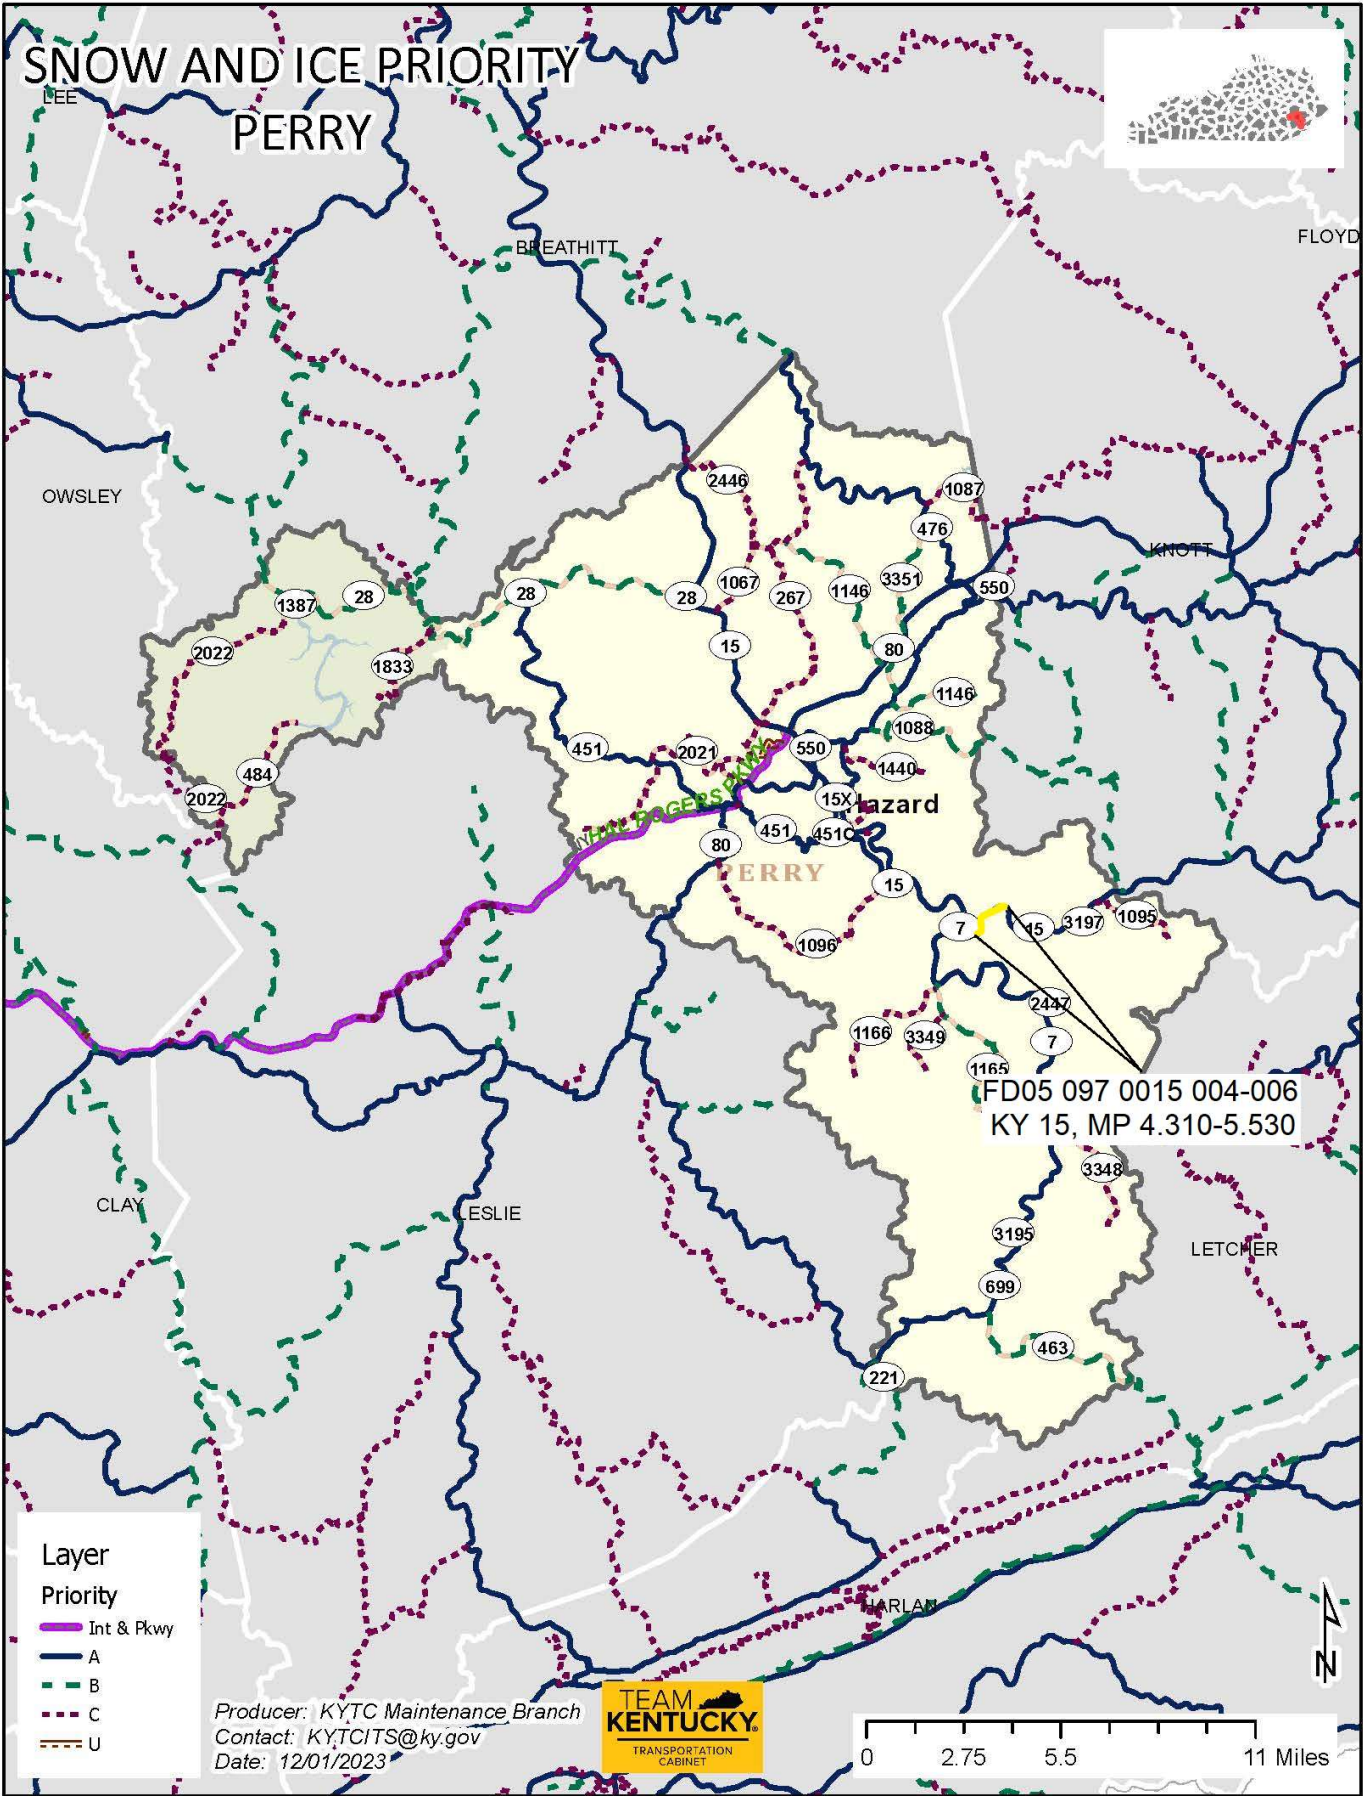 SNOW AND ICE PRIORITY
PERRY
LEE
BREATHITT
FLOYD
OWSLEY
KNOTT
2446
1087
476
28
1387
28
28
1067
267
1146
3351
550
2022
1833
15
80
1146
1088
451
2021
550
1440
484
2022
HAL ROGERS PKWY
15X
Hazard
451
451C
80
PERRY
15
7
15
3197
1095
1096
2447
1166
3349
7
1165
FD05 097 0015 004-006
KY 15, MP 4.310-5.530
3348
CLAY
LESLIE
3195
LETCHER
699
463
221
HARLAN
Layer
Priority
Int & Pkwy
A
B
C
U
Producer: KYTC Maintenance Branch
Contact: KYTCITS@ky.gov
Date: 12/01/2023
TEAM
KENTUCKY®
TRANSPORTATION
CABINET
N
0 2.75 5.5 11 Miles